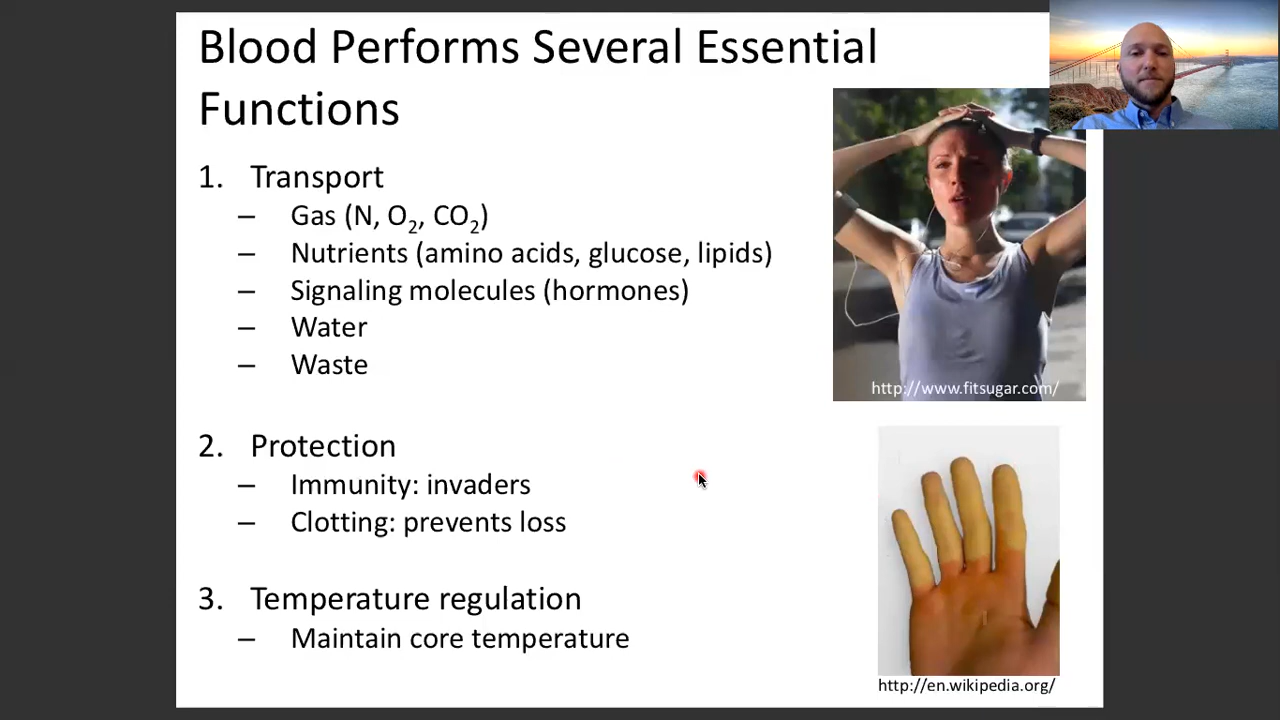 Blood Performs Several Essential
Functions
1. Transport
– Gas (N, O₂, CO₂)
– Nutrients (amino acids, glucose, lipids)
– Signaling molecules (hormones)
– Water
– Waste
http://www.fitsugar.com/
2. Protection
– Immunity: invaders
– Clotting: prevents loss
3. Temperature regulation
– Maintain core temperature
http://en.wikipedia.org/